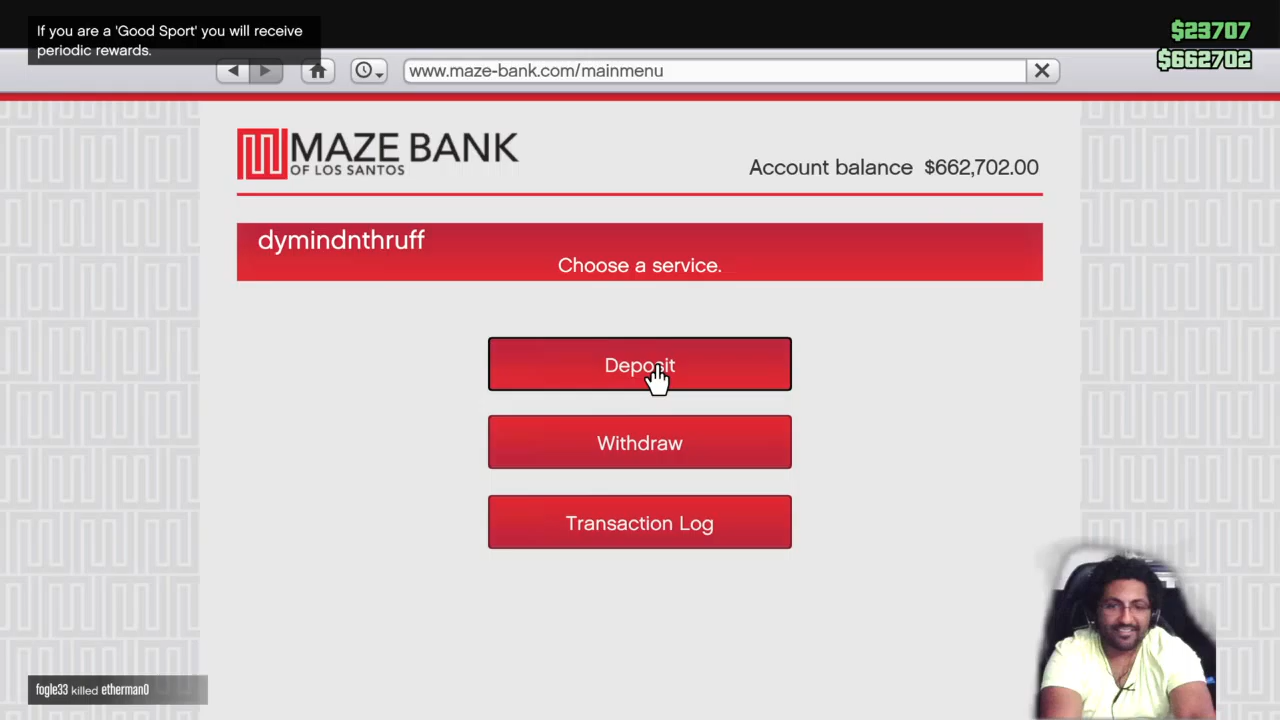 If you are a 'Good Sport' you will receive
periodic rewards.
$23707
$662702
www.maze-bank.com/mainmenu
MAZE BANK
OF LOS SANTOS
Account balance $662,702.00
dymindnthruff
Choose a service.
Deposit
Withdraw
Transaction Log
fogle33 killed etherman0